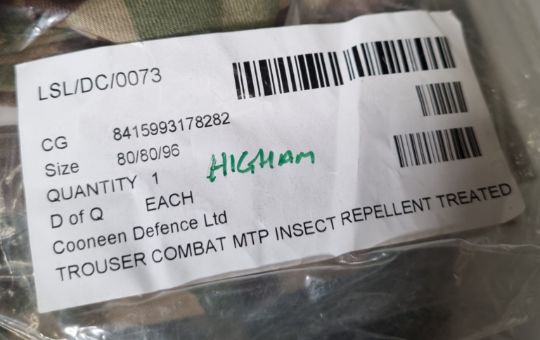 LSL/DC/0073
CG 8415993178282
Size 80/80/96
QUANTITY 1
HIGHAM
D of Q EACH
Cooneen Defence Ltd
TROUSER COMBAT MTP INSECT REPELLENT TREATED